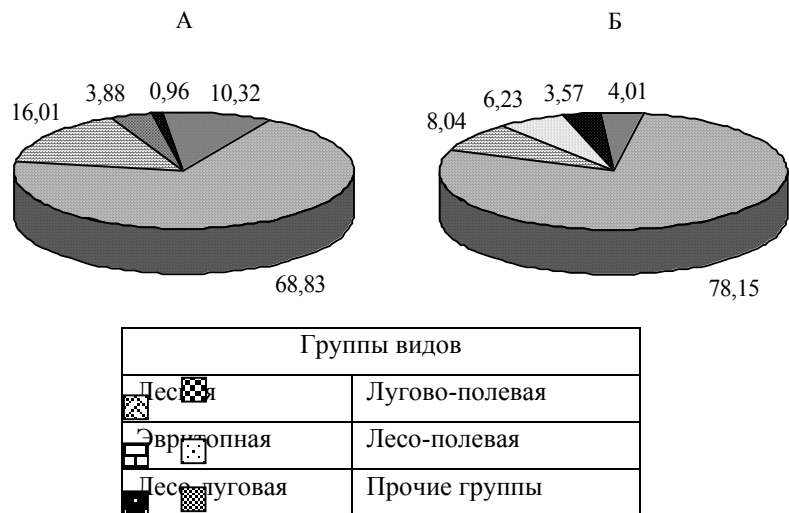 А Б
3,88 0,96 10,32 6,23 3,57 4,01
16,01 8,04
68,83 78,15
Группы видов
Лесная Лугово-полевая
Эвритопная Лесо-полевая
Лесо-луговая Прочие группы